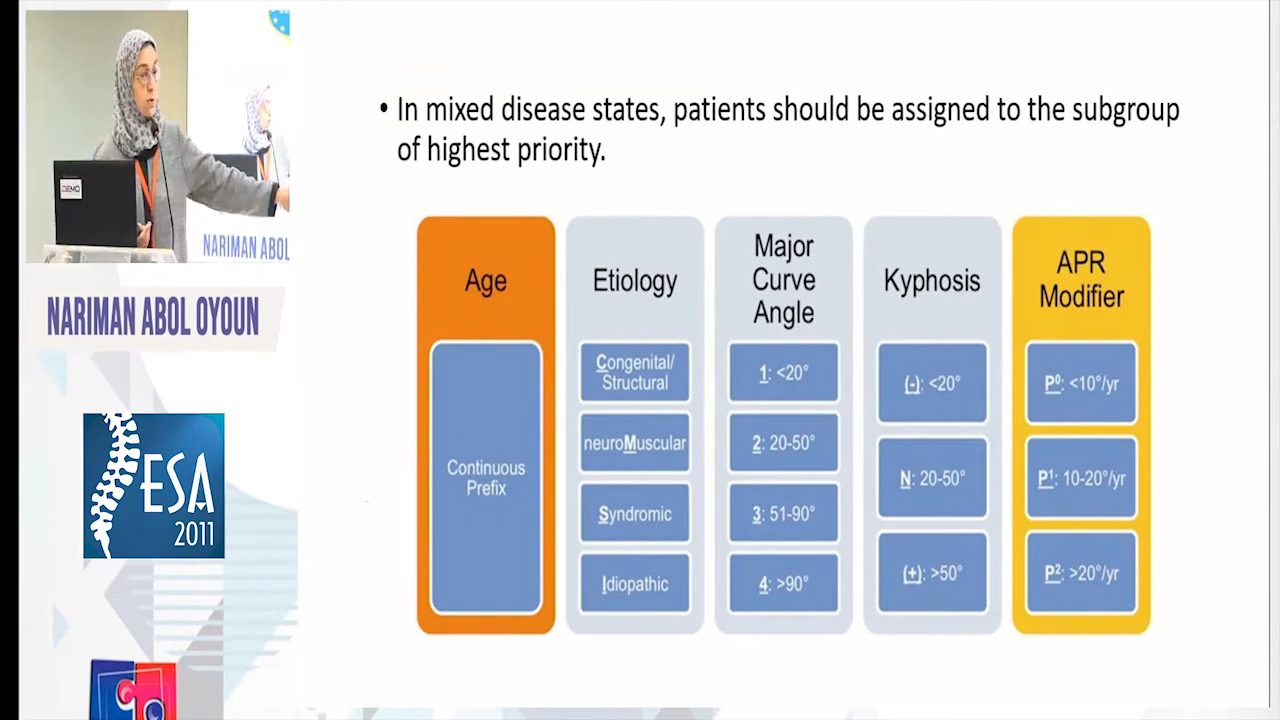 DEMO
NARIMAN ABOL
NARIMAN ABOL OYOUN
ESA
2011
• In mixed disease states, patients should be assigned to the subgroup
of highest priority.
Age
Continuous
Prefix
Etiology
Congenital/
Structural
neuroMuscular
Syndromic
Idiopathic
Major
Curve
Angle
1: <20°
2: 20-50°
3: 51-90°
4: >90°
Kyphosis
(-): <20°
N: 20-50°
(+): >50°
APR
Modifier
P⁰: <10°/yr
P¹: 10-20°/yr
P²: >20°/yr